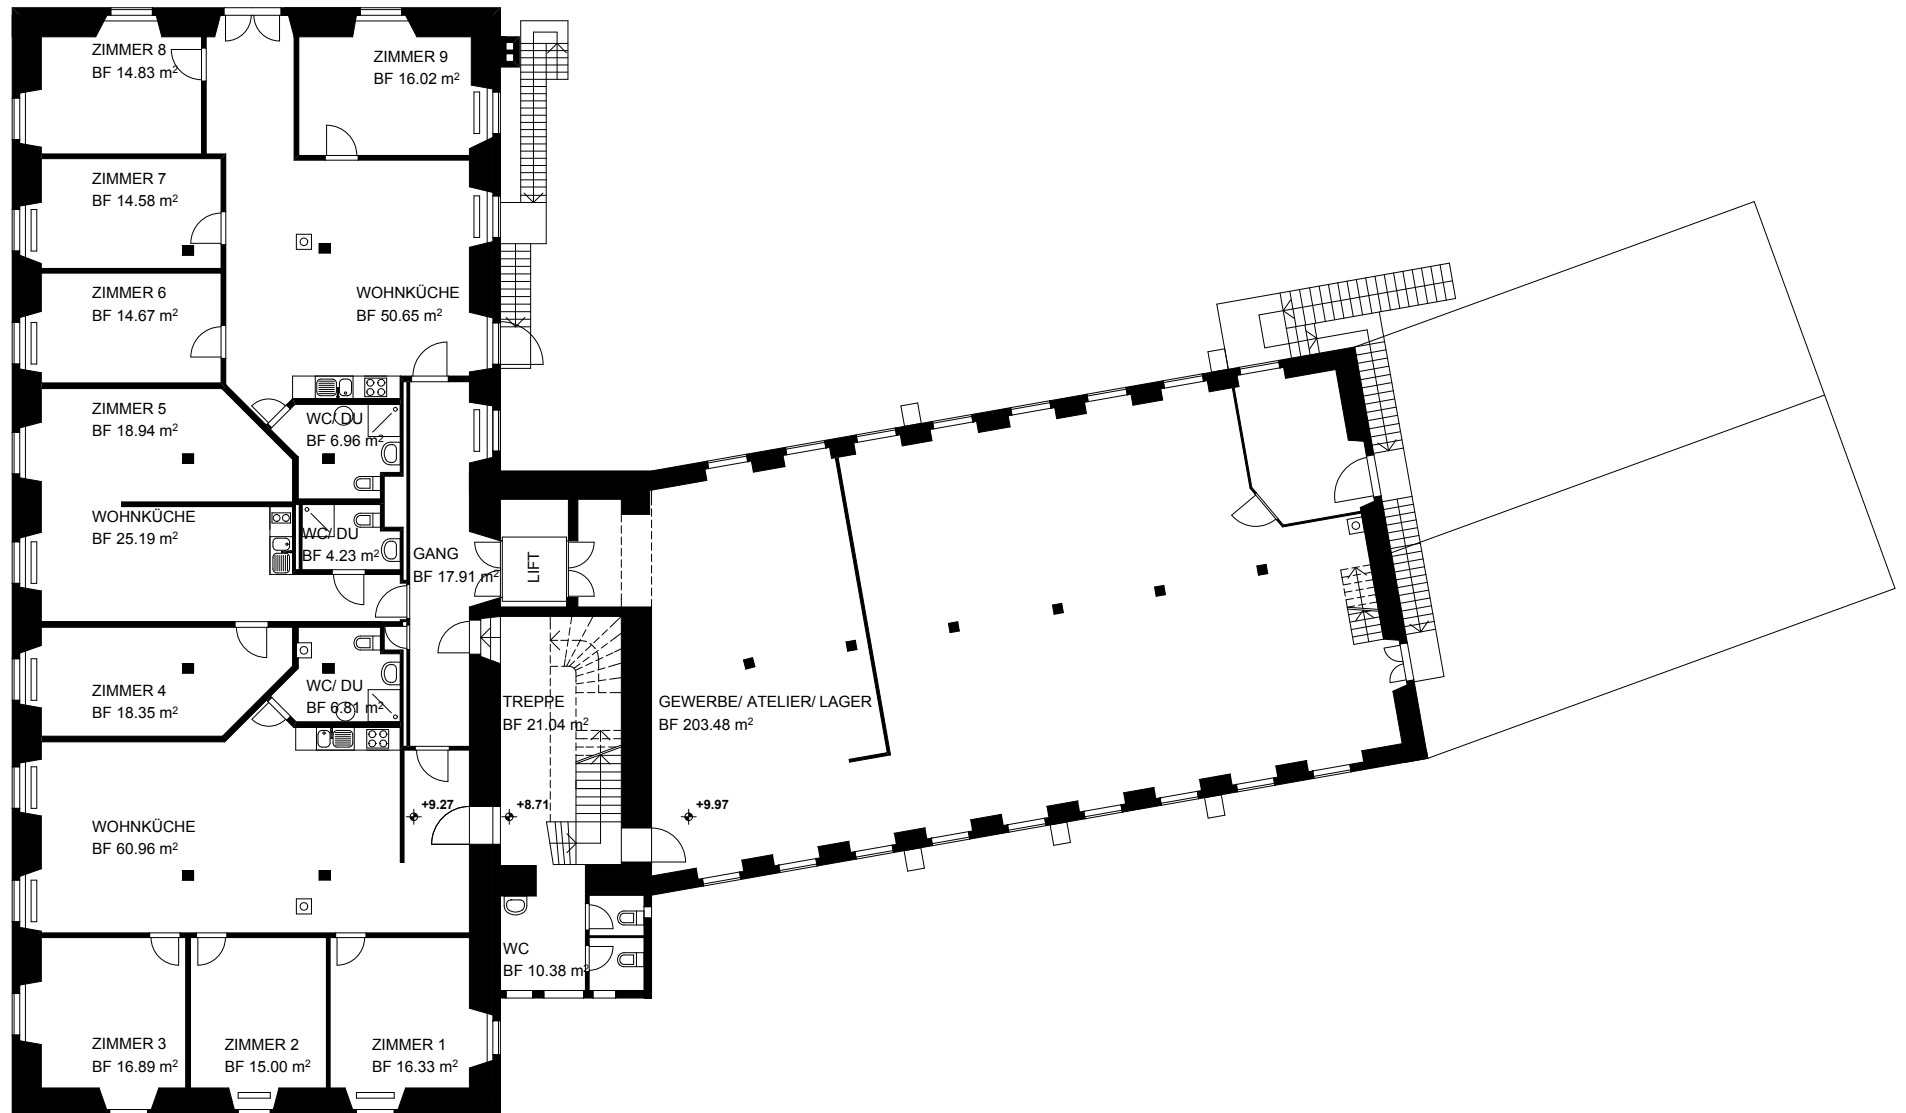 ZIMMER 8
BF 14.83 m²
ZIMMER 9
BF 16.02 m²
ZIMMER 7
BF 14.58 m²
ZIMMER 6
BF 14.67 m²
WOHNKÜCHE
BF 50.65 m²
ZIMMER 5
BF 18.94 m²
WC/ DU
BF 6.96 m²
WOHNKÜCHE
BF 25.19 m²
WC/ DU
BF 4.23 m²
GANG
BF 17.91 m²
LIFT
ZIMMER 4
BF 18.35 m²
WC/ DU
BF 6.81 m²
TREPPE
BF 21.04 m²
GEWERBE/ ATELIER/ LAGER
BF 203.48 m²
+9.27
+8.71
+9.97
WOHNKÜCHE
BF 60.96 m²
WC
BF 10.38 m²
ZIMMER 3
BF 16.89 m²
ZIMMER 2
BF 15.00 m²
ZIMMER 1
BF 16.33 m²